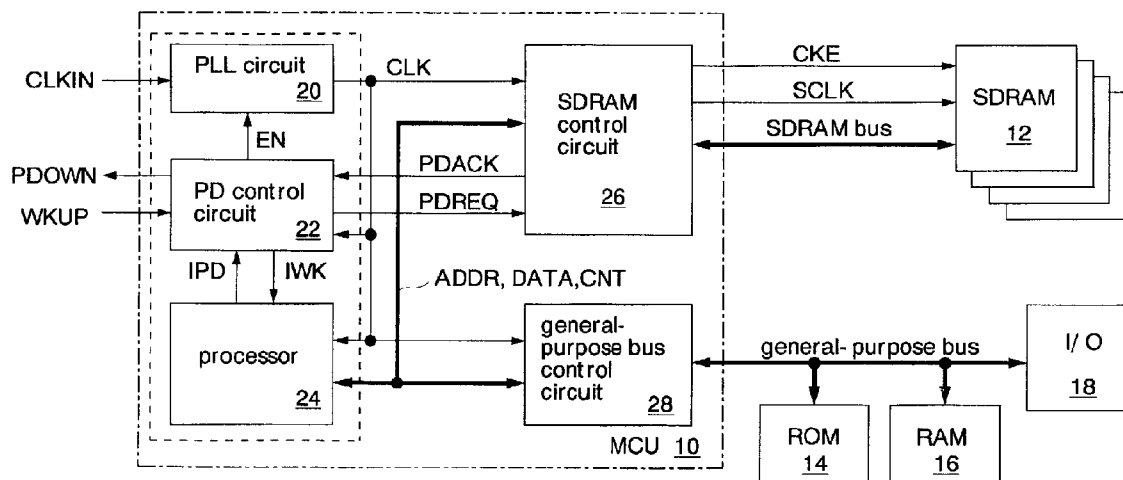 CLKIN
PLL circuit
20
CLK
EN
PDOWN
WKUP
PD control
circuit
22
PDACK
PDREQ
IPD
IWK
processor
24
ADDR, DATA,CNT
SDRAM
control
circuit
26
CKE
SCLK
SDRAM bus
SDRAM
12
general-
purpose bus
control
circuit
28
MCU 10
general- purpose bus
I/ O
18
ROM
14
RAM
16